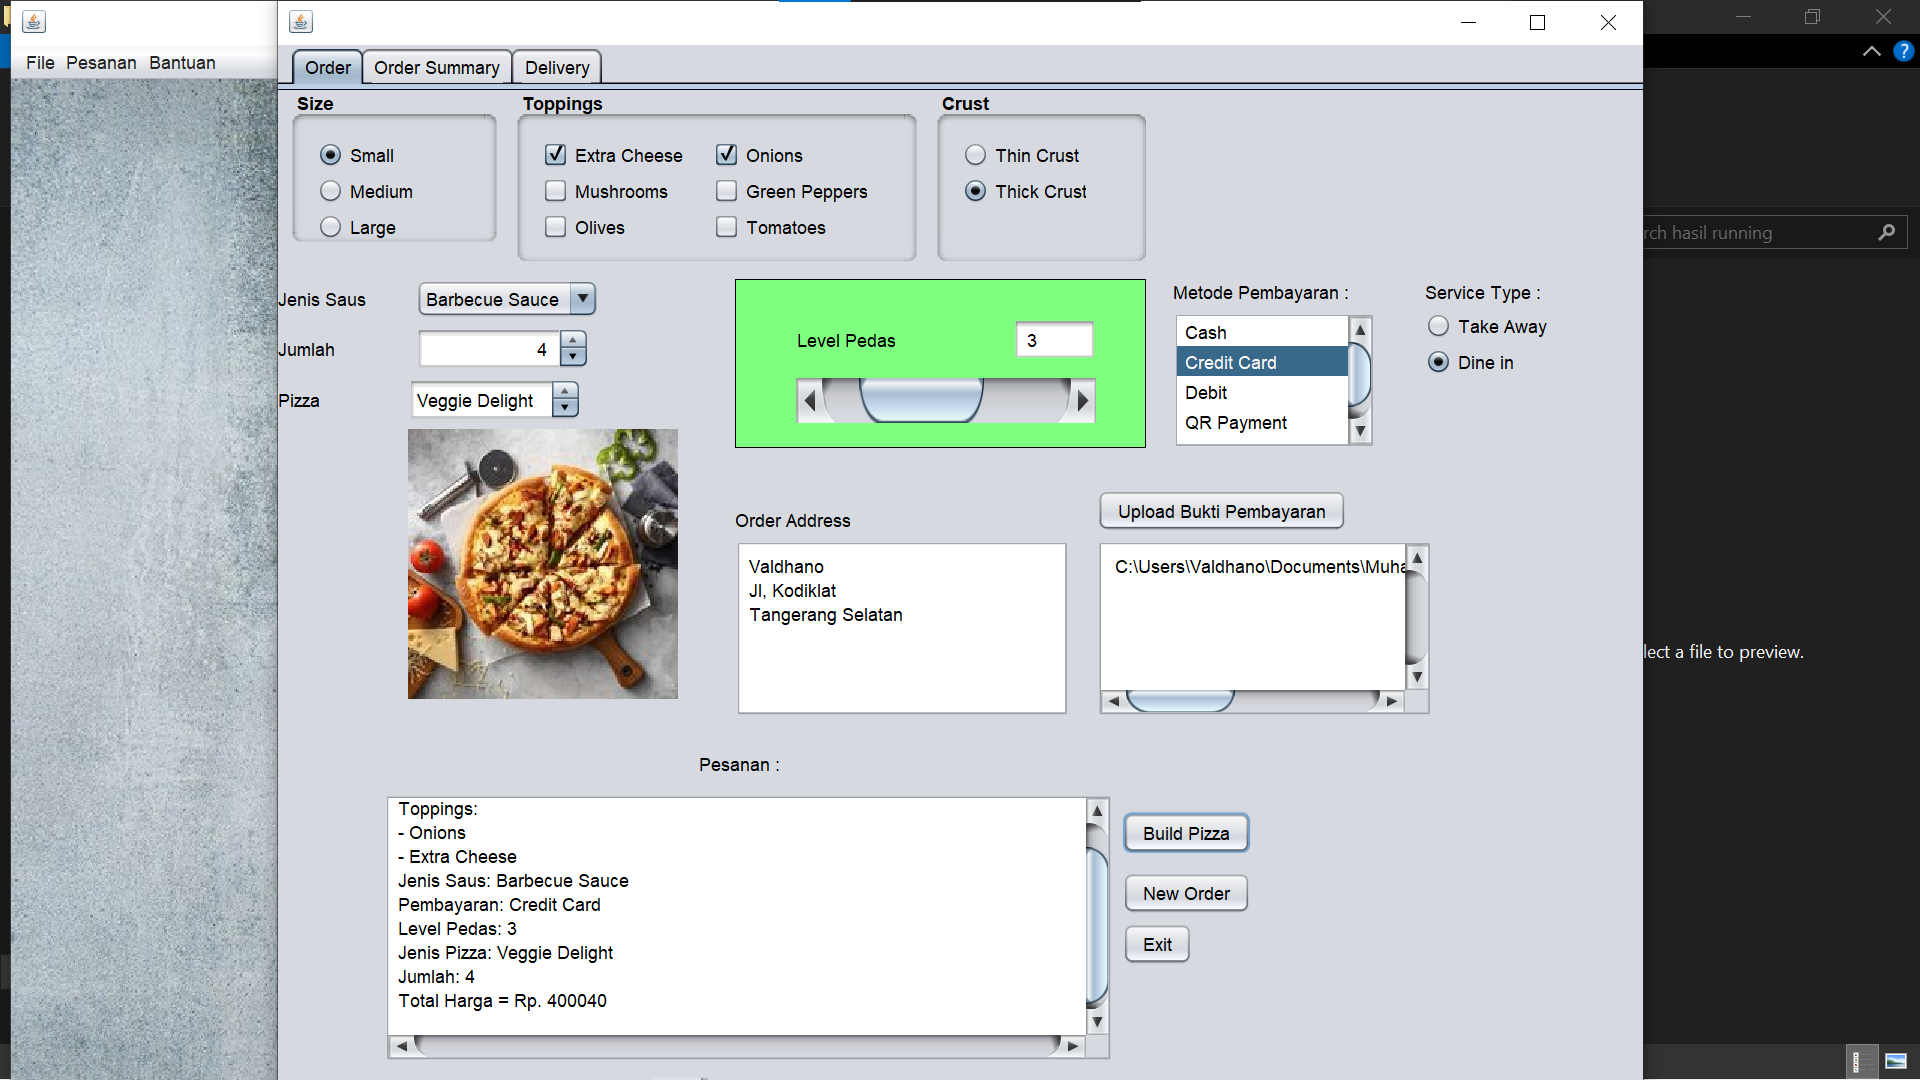 File Pesanan Bantuan
Order Order Summary Delivery
Size
Small
Medium
Large
Toppings
Extra Cheese Onions
Mushrooms Green Peppers
Olives Tomatoes
Crust
Thin Crust
Thick Crust
Jenis Saus Barbecue Sauce
Jumlah 4
Pizza Veggie Delight
Level Pedas 3
Metode Pembayaran :
Cash
Credit Card
Debit
QR Payment
Service Type :
Take Away
Dine in
Order Address
Valdhano
Jl, Kodiklat
Tangerang Selatan
Upload Bukti Pembayaran
C:\Users\Valdhano\Documents\Muha
Pesanan :
Toppings:
- Onions
- Extra Cheese
Jenis Saus: Barbecue Sauce
Pembayaran: Credit Card
Level Pedas: 3
Jenis Pizza: Veggie Delight
Jumlah: 4
Total Harga = Rp. 400040
Build Pizza
New Order
Exit
rch hasil running
lect a file to preview.